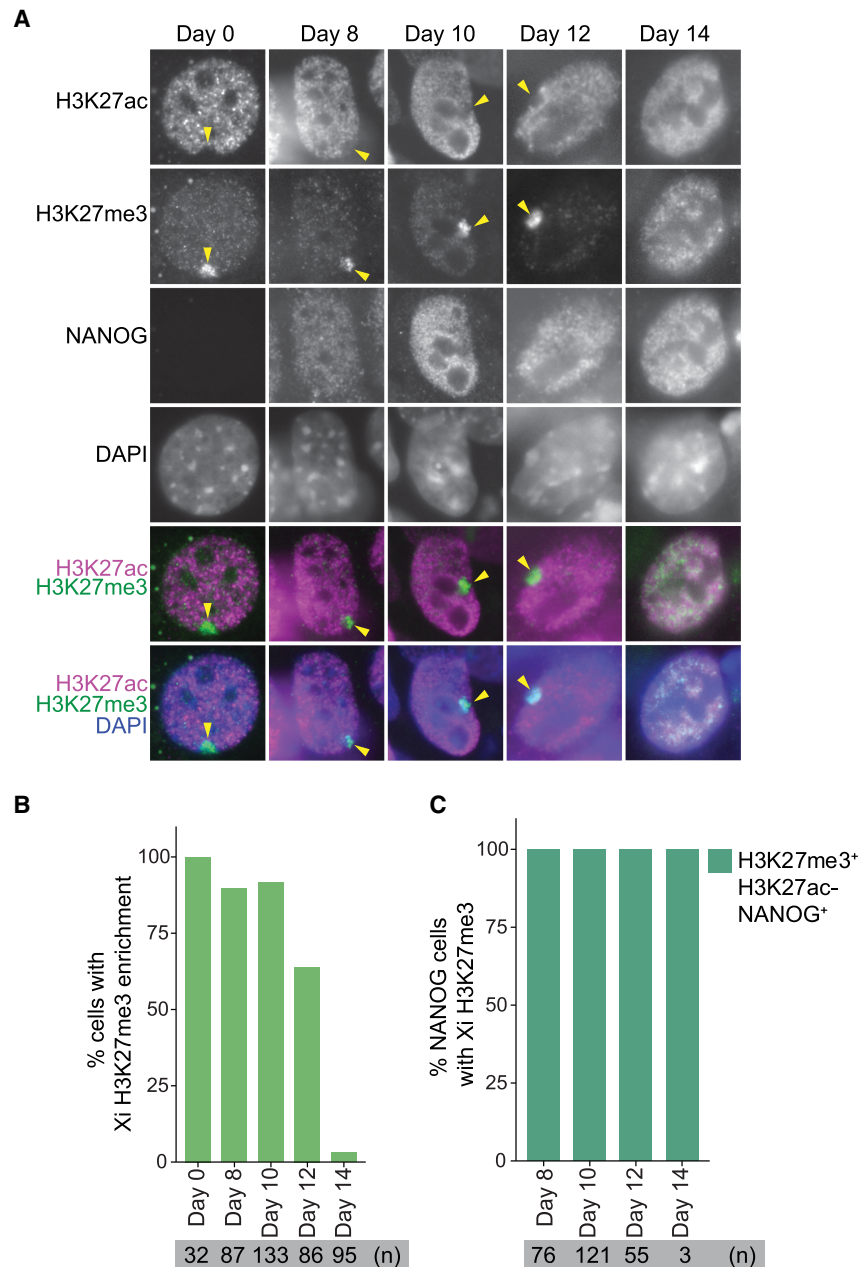 A
Day 0 Day 8 Day 10 Day 12 Day 14
H3K27ac
H3K27me3
NANOG
DAPI
H3K27ac
H3K27me3
H3K27ac
H3K27me3
DAPI
B
% cells with
Xi H3K27me3 enrichment
100
75
50
25
0
Day 0 Day 8 Day 10 Day 12 Day 14
32 87 133 86 95 (n)
C
% NANOG cells
with Xi H3K27me3
100
75
50
25
0
Day 8 Day 10 Day 12 Day 14
76 121 55 3 (n)
H3K27me3⁺
H3K27ac-
NANOG⁺